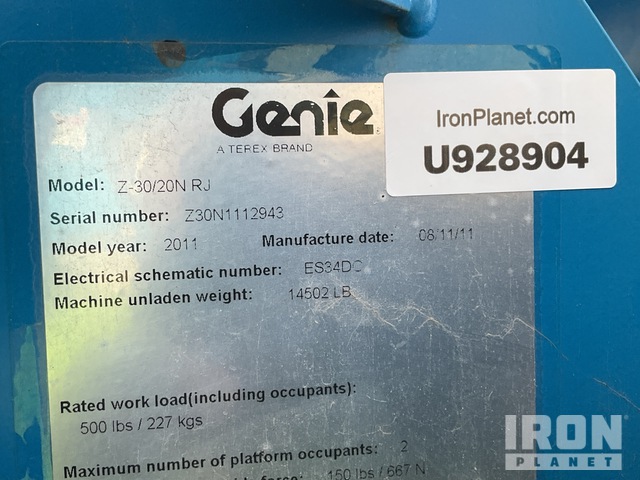 Genie
A TEREX BRAND
IronPlanet.com
U928904
Model: Z-30/20N RJ
Serial number: Z30N1112943
Model year: 2011 Manufacture date: 08/11/11
Electrical schematic number: ES34DC
Machine unladen weight: 14502 LB
Rated work load(including occupants):
500 lbs / 227 kgs
Maximum number of platform occupants: 2
force: 150 lbs / 667 N
IRON
PLANET